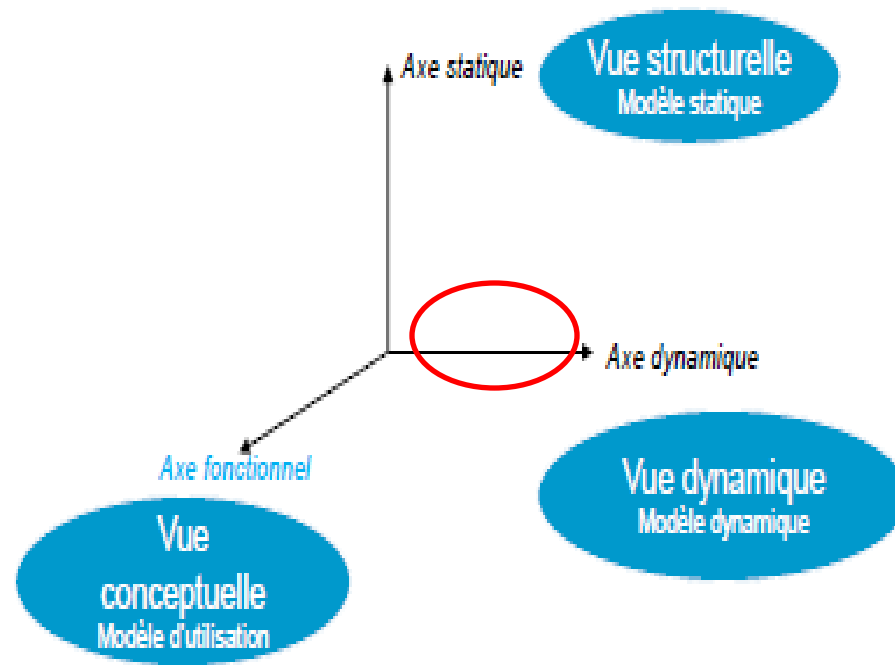 Axe statique
Vue structurelle
Modèle statique
Axe dynamique
Axe fonctionnel
Vue dynamique
Modèle dynamique
Vue
conceptuelle
Modèle d'utilisation